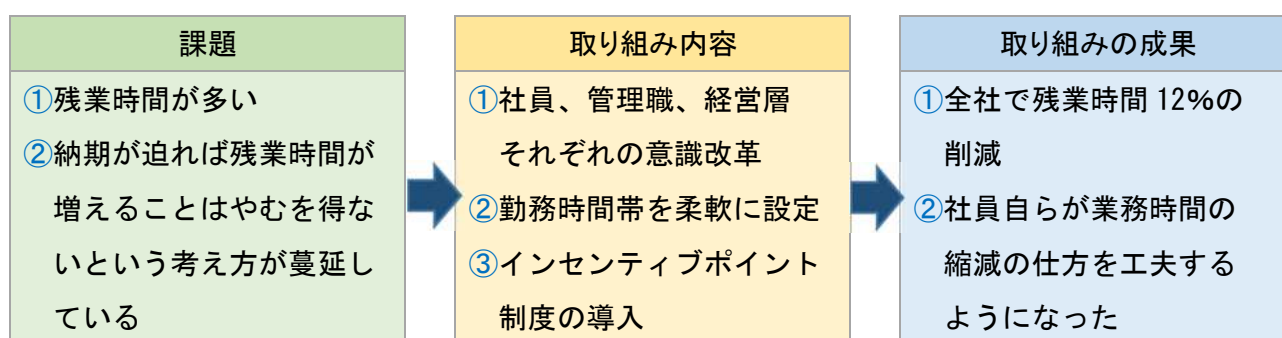 課題
①残業時間が多い
②納期が迫れば残業時間が
増えることはやむを得な
いという考え方が蔓延し
ている
取り組み内容
①社員、管理職、経営層
それぞれの意識改革
②勤務時間帯を柔軟に設定
③インセンティブポイント
制度の導入
取り組みの成果
①全社で残業時間 12%の
削減
②社員自らが業務時間の
縮減の仕方を工夫する
ようになった